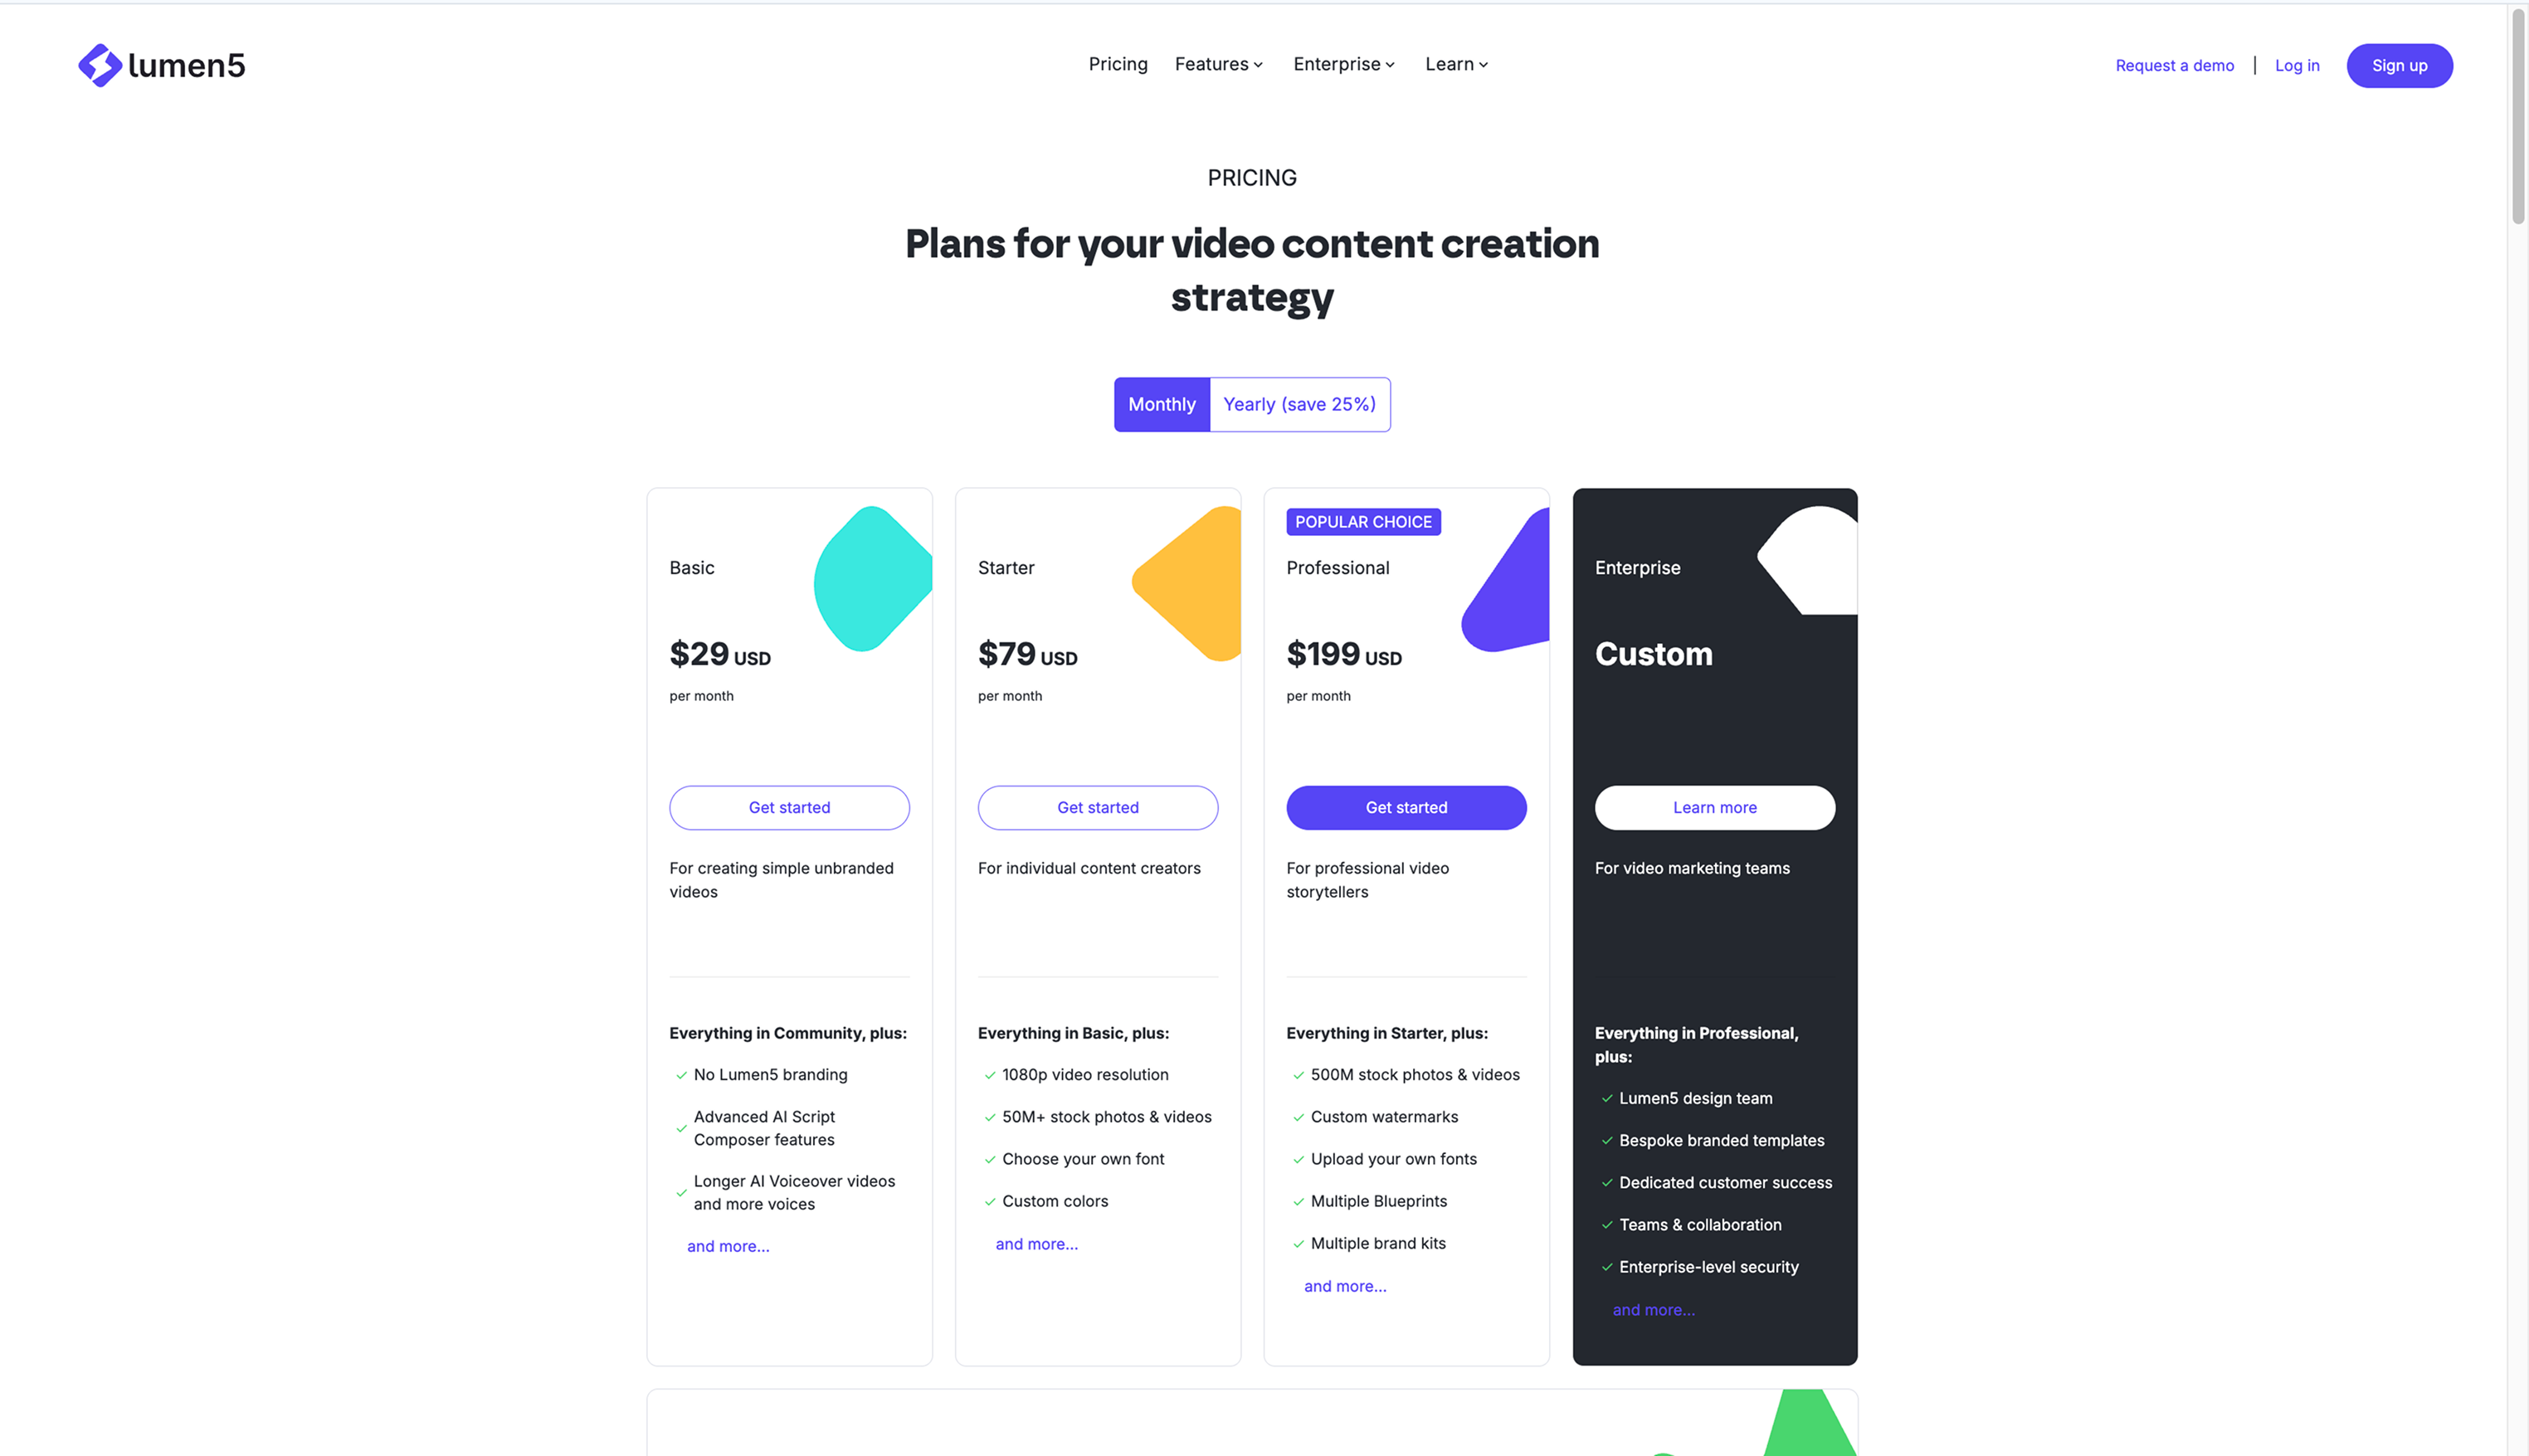 lumen5
Pricing Features Enterprise Learn
Request a demo | Log in Sign up
PRICING
Plans for your video content creation
strategy
Monthly Yearly (save 25%)
Basic
$29 USD
per month
Get started
For creating simple unbranded
videos
Everything in Community, plus:
No Lumen5 branding
Advanced AI Script
Composer features
Longer AI Voiceover videos
and more voices
and more...
Starter
$79 USD
per month
Get started
For individual content creators
Everything in Basic, plus:
1080p video resolution
50M+ stock photos & videos
Choose your own font
Custom colors
and more...
POPULAR CHOICE
Professional
$199 USD
per month
Get started
For professional video
storytellers
Everything in Starter, plus:
500M stock photos & videos
Custom watermarks
Upload your own fonts
Multiple Blueprints
Multiple brand kits
and more...
Enterprise
Custom
Learn more
For video marketing teams
Everything in Professional,
plus:
Lumen5 design team
Bespoke branded templates
Dedicated customer success
Teams & collaboration
Enterprise-level security
and more...